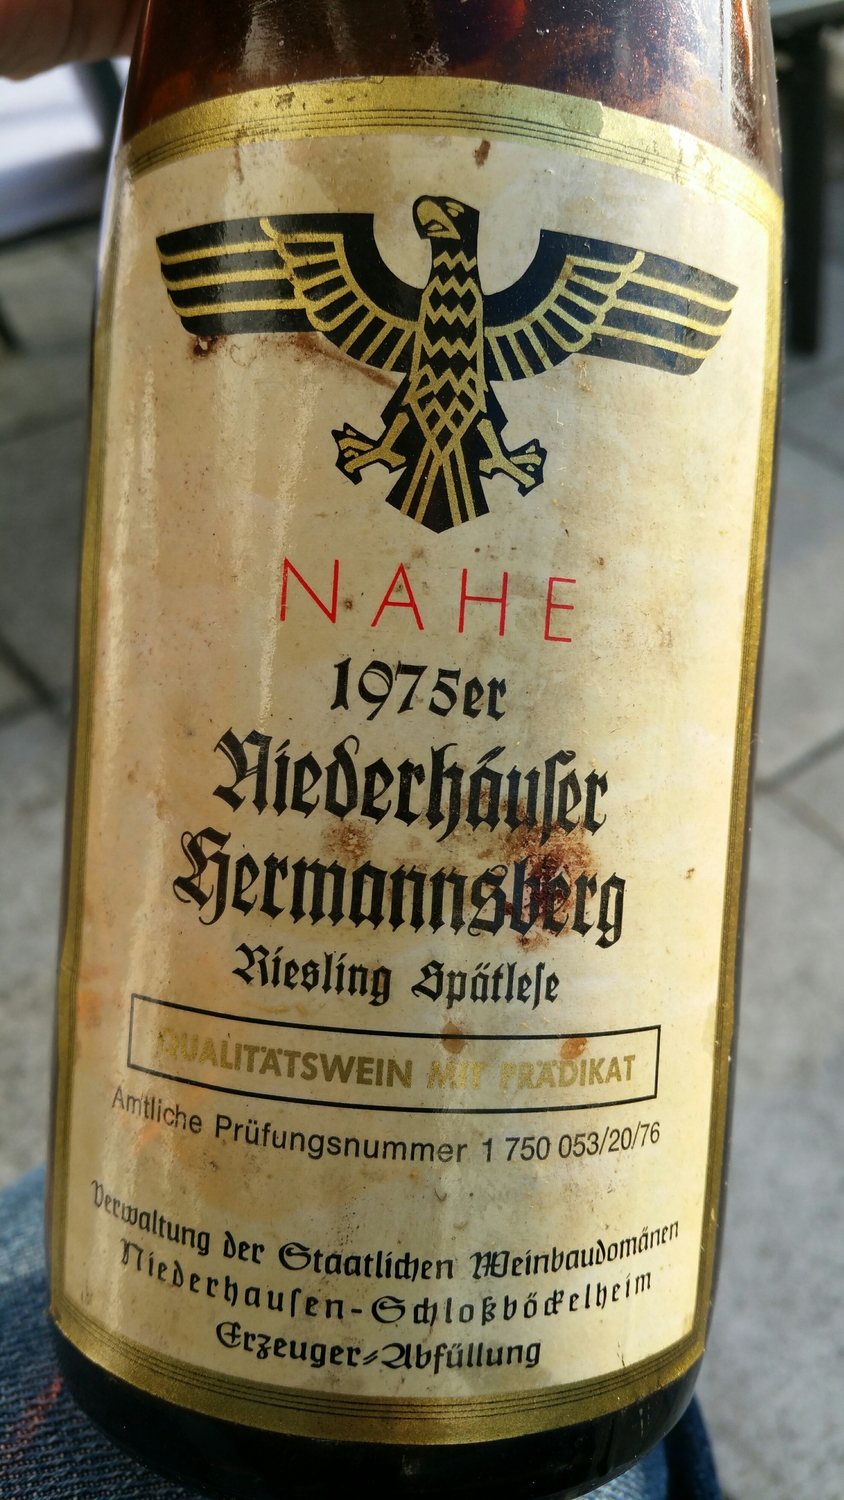 NAHE
1975er
Niederhäuſer
Hermannsberg
Riesling Spätleſe
QUALITÄTSWEIN MIT PRÄDIKAT
Amtliche Prüfungsnummer 1 750 053/20/76
Verwaltung der Staatlichen Weinbaudomänen
Niederhauſen-Schloßböckelheim
Erzeuger-Abfüllung